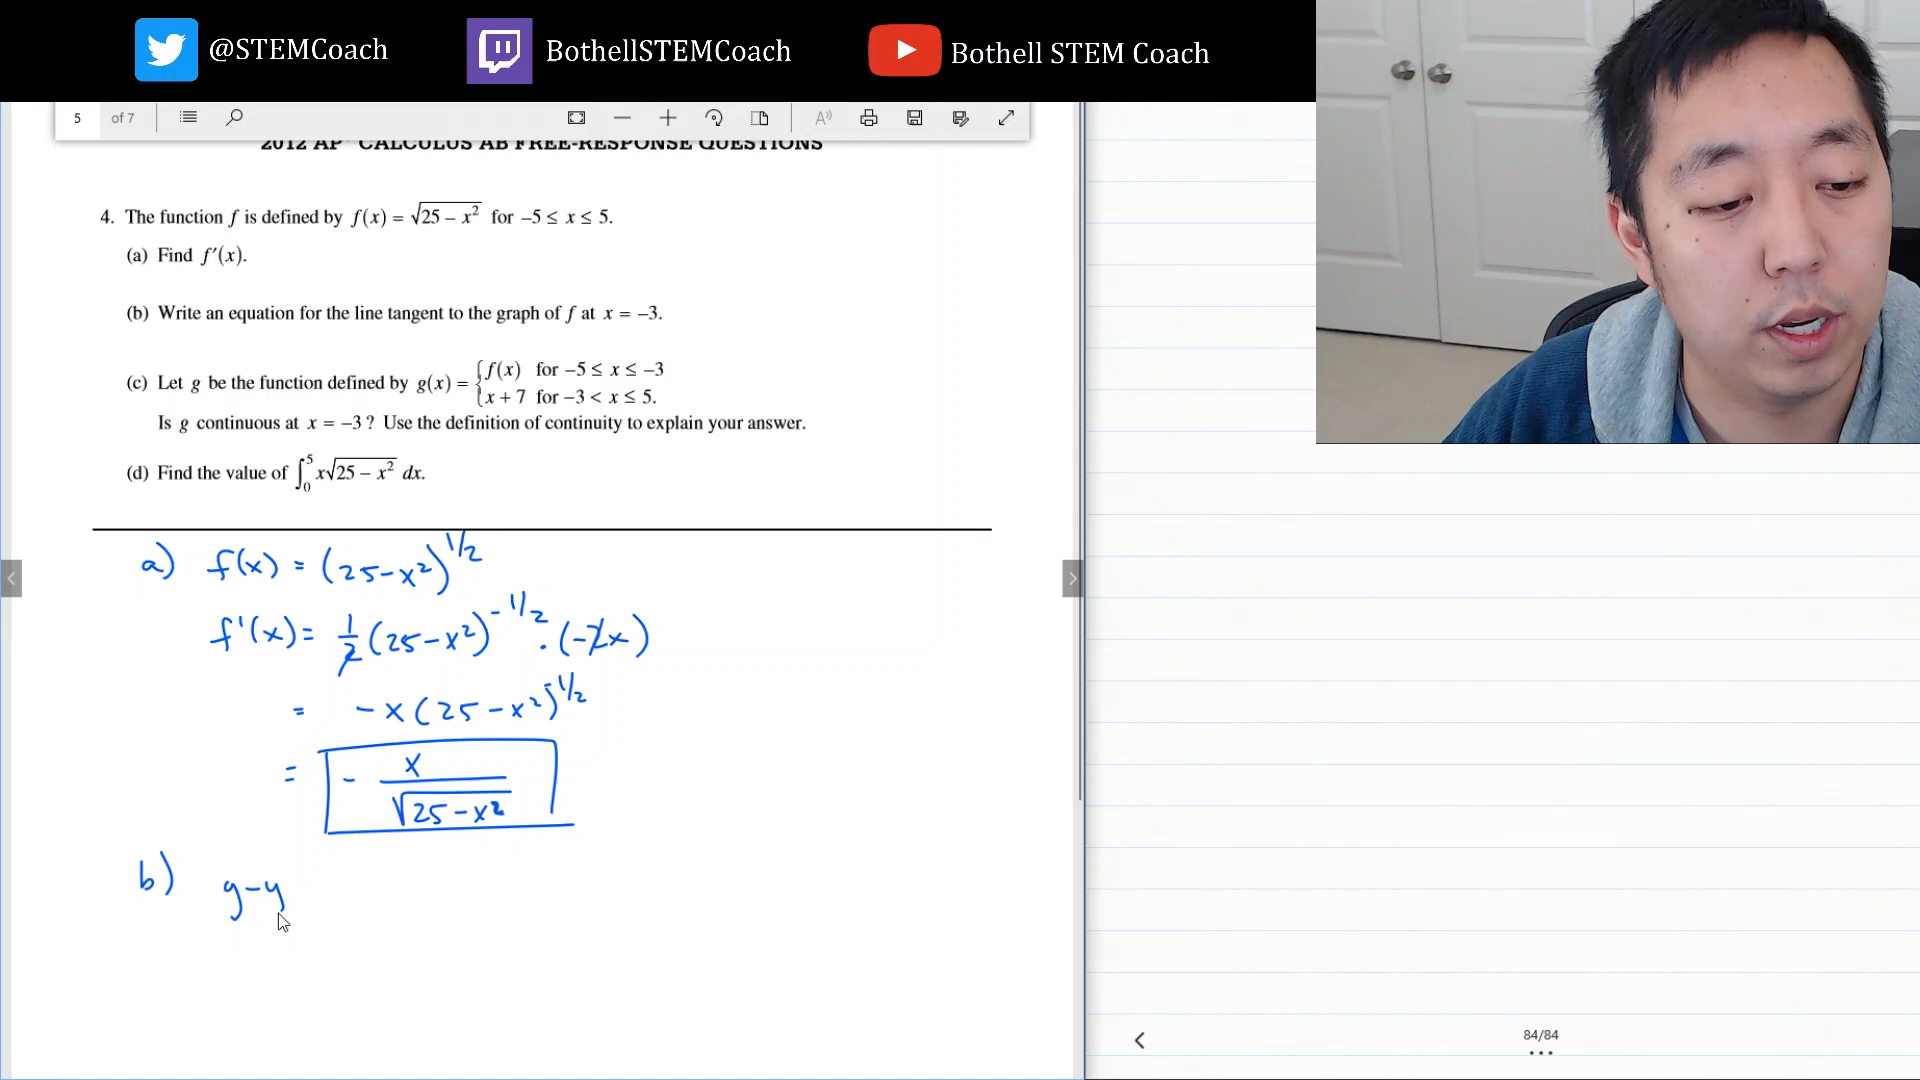 @STEMCoach BothellSTEMCoach Bothell STEM Coach
5 of 7
2012 AP® CALCULUS AB FREE-RESPONSE QUESTIONS
4. The function f is defined by f(x) = √(25 − x²) for −5 ≤ x ≤ 5.
(a) Find f′(x).
(b) Write an equation for the line tangent to the graph of f at x = −3.
(c) Let g be the function defined by g(x) = { f(x) for −5 ≤ x ≤ −3
x + 7 for −3 < x ≤ 5.
Is g continuous at x = −3? Use the definition of continuity to explain your answer.
(d) Find the value of ∫₀⁵ x√(25 − x²) dx.
a) f(x) = (25−x²)^1/2
f'(x) = 1/2 (25−x²)^−1/2 · (−2x)
= −x(25−x²)^−1/2
= − x / √(25−x²)
b) y−y
84/84